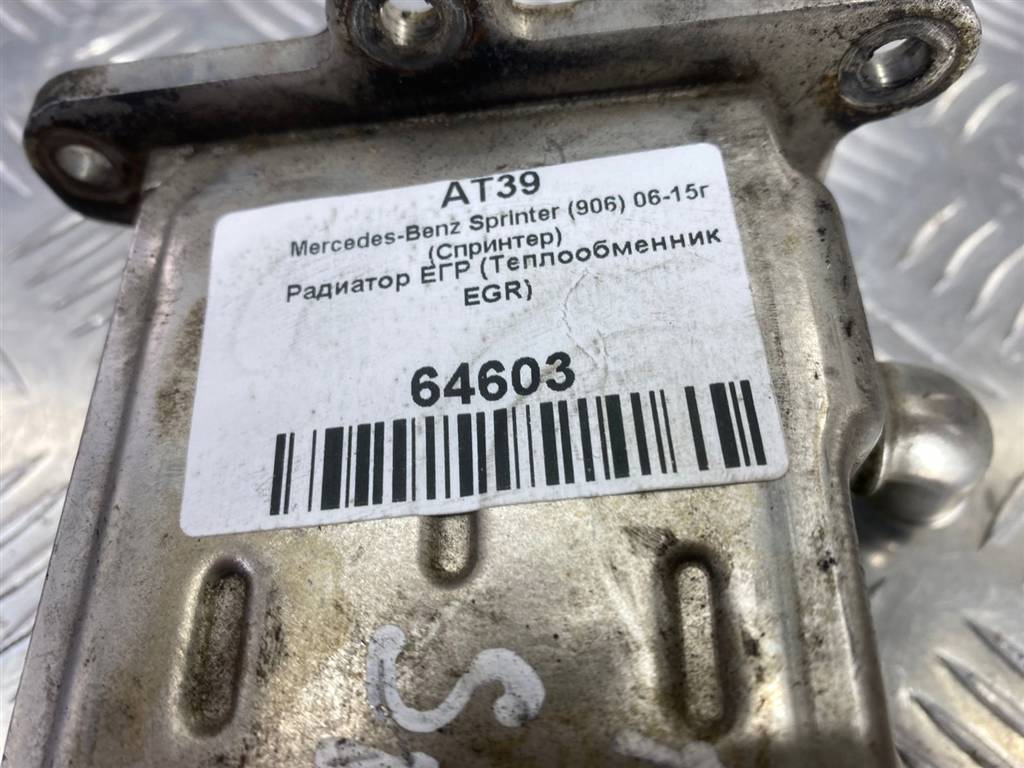 AT39
Mercedes-Benz Sprinter (906) 06-15г
(Спринтер)
Радиатор ЕГР (Теплообменник
EGR)
64603
S